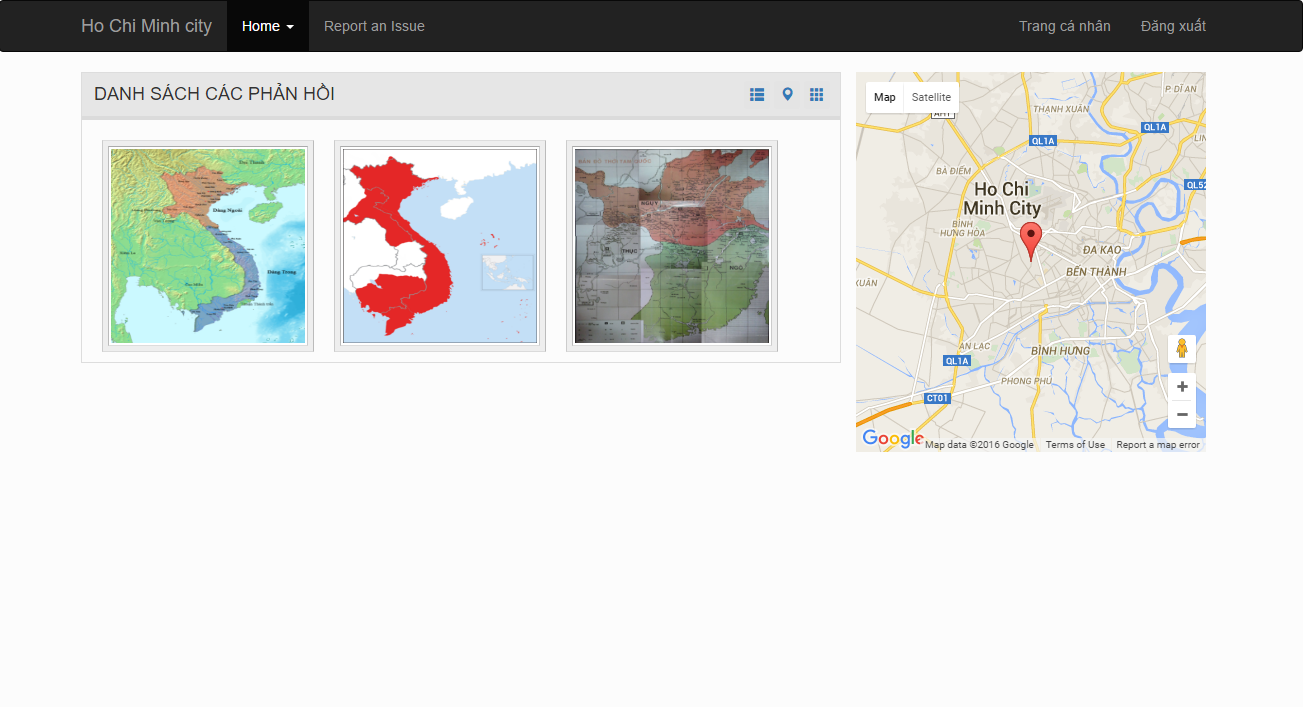 Ho Chi Minh city
Home
Report an Issue
Trang cá nhân
Đăng xuất
DANH SÁCH CÁC PHẢN HỒI
Đàng Ngoài
Đàng Trong
NGỤY
THỤC
NGÔ
Map
Satellite
P. DĨ AN
THẠNH XUÂN
QL1A
QL1A
BÀ ĐIỂM
QL52
Ho Chi
Minh City
BÌNH
HƯNG HÒA
ĐA KAO
BẾN THÀNH
XUÂN
AN LẠC
BÌNH HƯNG
QL1A
PHONG PHÚ
CT01
Google
Map data ©2016 Google
Terms of Use
Report a map error